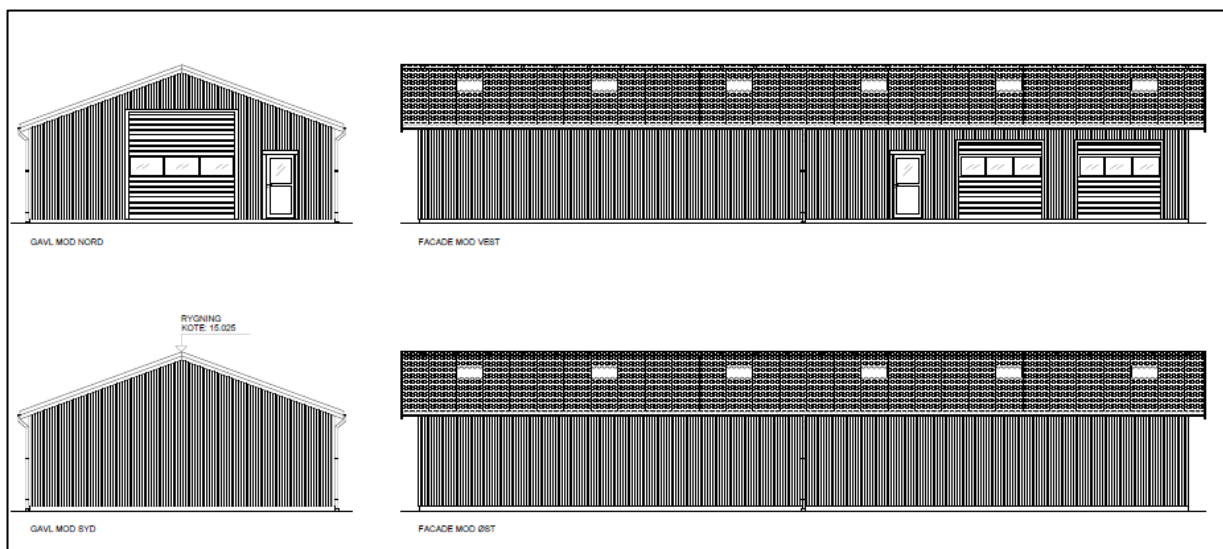 GAVL MOD NORD
FACADE MOD VEST
RYGNING
KOTE: 15.025
GAVL MOD SYD
FACADE MOD ØST